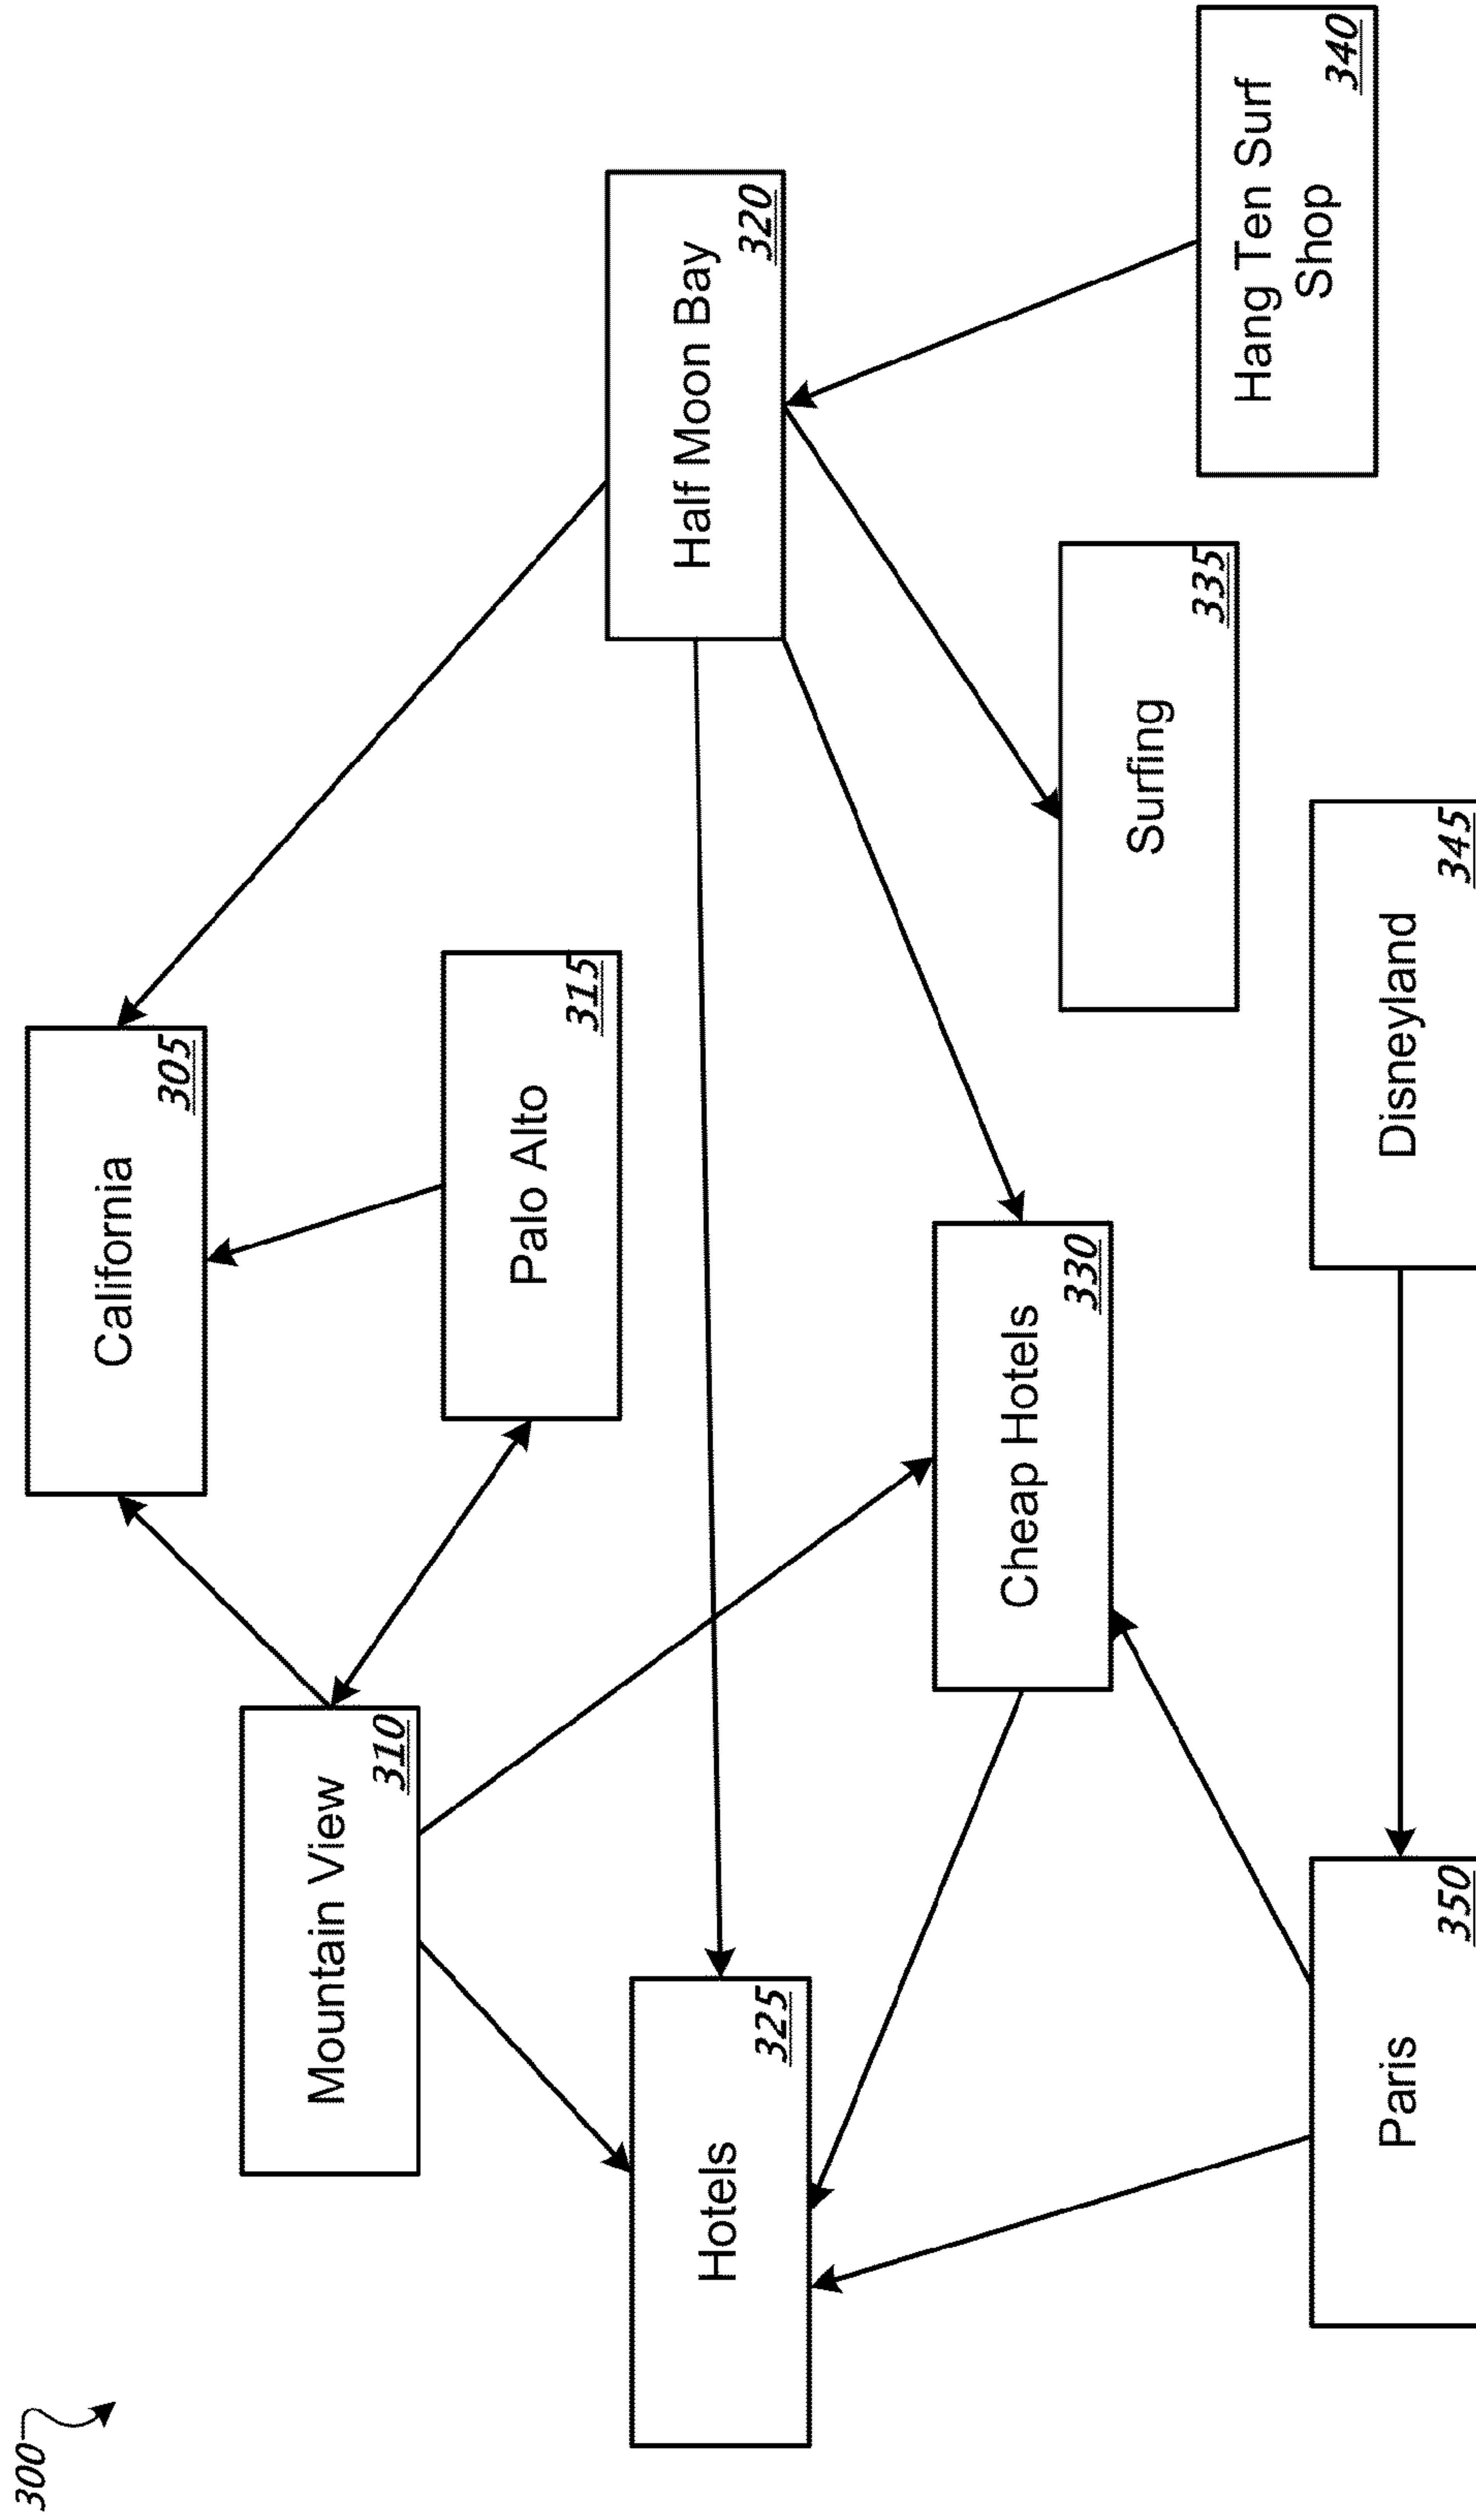 300
California
305
Mountain View
310
Palo Alto
315
Half Moon Bay
320
Hotels
325
Cheap Hotels
330
Surfing
335
Hang Ten Surf
Shop
340
Paris
350
Disneyland
345